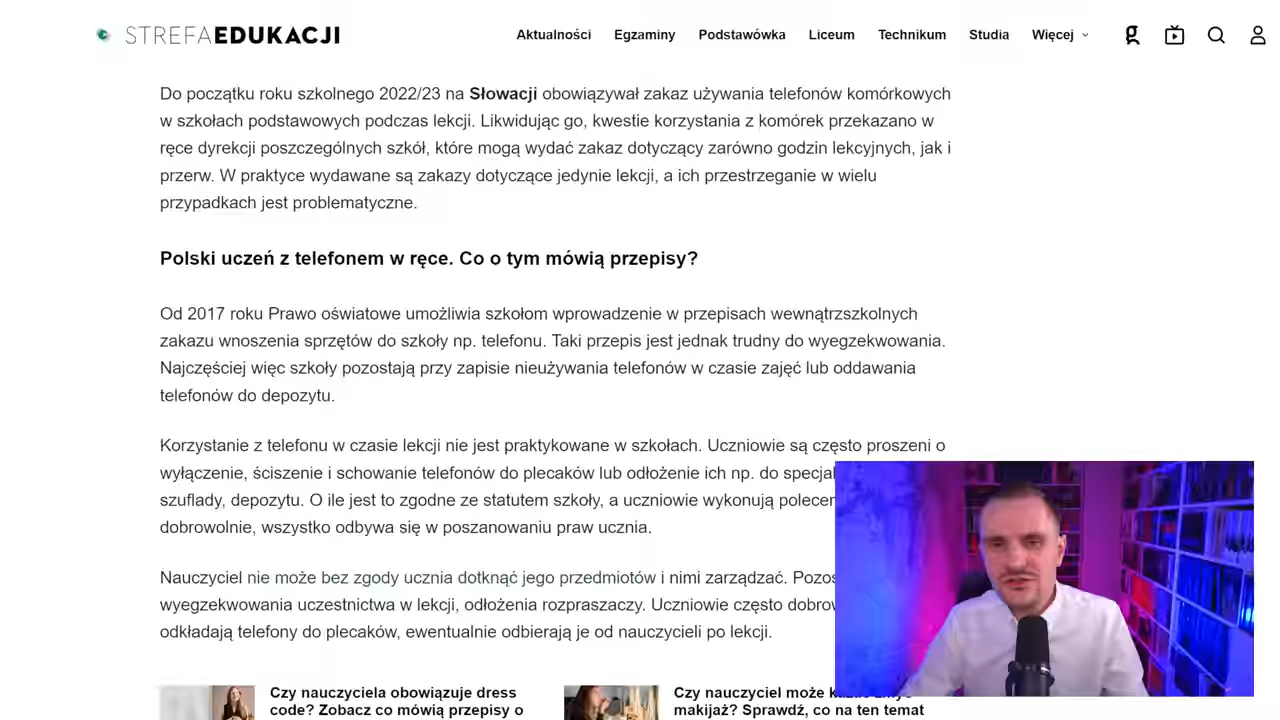 STREFAEDUKACJI
Aktualności Egzaminy Podstawówka Liceum Technikum Studia Więcej
Do początku roku szkolnego 2022/23 na Słowacji obowiązywał zakaz używania telefonów komórkowych
w szkołach podstawowych podczas lekcji. Likwidując go, kwestie korzystania z komórek przekazano w
ręce dyrekcji poszczególnych szkół, które mogą wydać zakaz dotyczący zarówno godzin lekcyjnych, jak i
przerw. W praktyce wydawane są zakazy dotyczące jedynie lekcji, a ich przestrzeganie w wielu
przypadkach jest problematyczne.
Polski uczeń z telefonem w ręce. Co o tym mówią przepisy?
Od 2017 roku Prawo oświatowe umożliwia szkołom wprowadzenie w przepisach wewnątrzszkolnych
zakazu wnoszenia sprzętów do szkoły np. telefonu. Taki przepis jest jednak trudny do wyegzekwowania.
Najczęściej więc szkoły pozostają przy zapisie nieużywania telefonów w czasie zajęć lub oddawania
telefonów do depozytu.
Korzystanie z telefonu w czasie lekcji nie jest praktykowane w szkołach. Uczniowie są często proszeni o
wyłączenie, ściszenie i schowanie telefonów do plecaków lub odłożenie ich np. do
szuflady, depozytu. O ile jest to zgodne ze statutem szkoły, a uczniowie wykonują
dobrowolnie, wszystko odbywa się w poszanowaniu praw ucznia.
Nauczyciel nie może bez zgody ucznia dotknąć jego przedmiotów i nimi zarządzać.
wyegzekwowania uczestnictwa w lekcji, odłożenia rozpraszaczy. Uczniowie często
odkładają telefony do plecaków, ewentualnie odbierają je od nauczycieli po lekcji.
Czy nauczyciela obowiązuje dress
code? Zobacz co mówią przepisy o
Czy nauczyciel może
makijaż? Sprawdź, co na ten temat